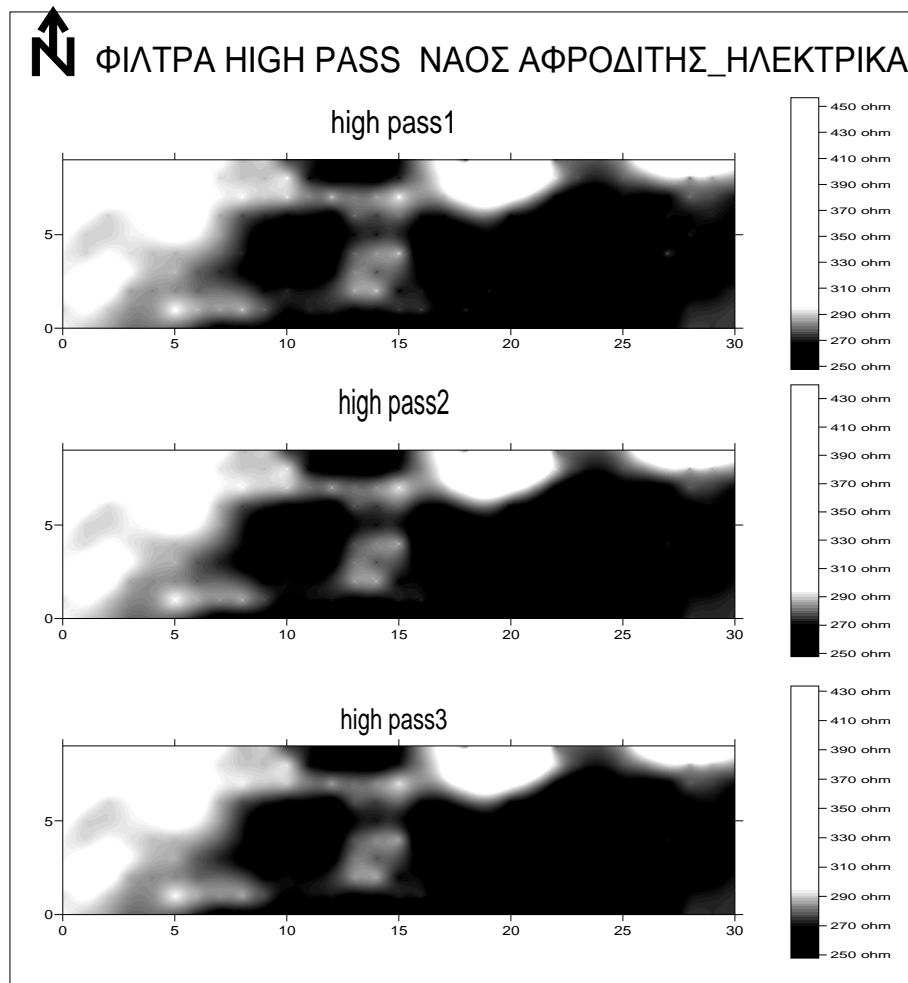 N
ΦΙΛΤΡΑ HIGH PASS ΝΑΟΣ ΑΦΡΟΔΙΤΗΣ_ΗΛΕΚΤΡΙΚΑ
high pass1
5
0
0 5 10 15 20 25 30
450 ohm
430 ohm
410 ohm
390 ohm
370 ohm
350 ohm
330 ohm
310 ohm
290 ohm
270 ohm
250 ohm
high pass2
5
0
0 5 10 15 20 25 30
430 ohm
410 ohm
390 ohm
370 ohm
350 ohm
330 ohm
310 ohm
290 ohm
270 ohm
250 ohm
high pass3
5
0
0 5 10 15 20 25 30
430 ohm
410 ohm
390 ohm
370 ohm
350 ohm
330 ohm
310 ohm
290 ohm
270 ohm
250 ohm